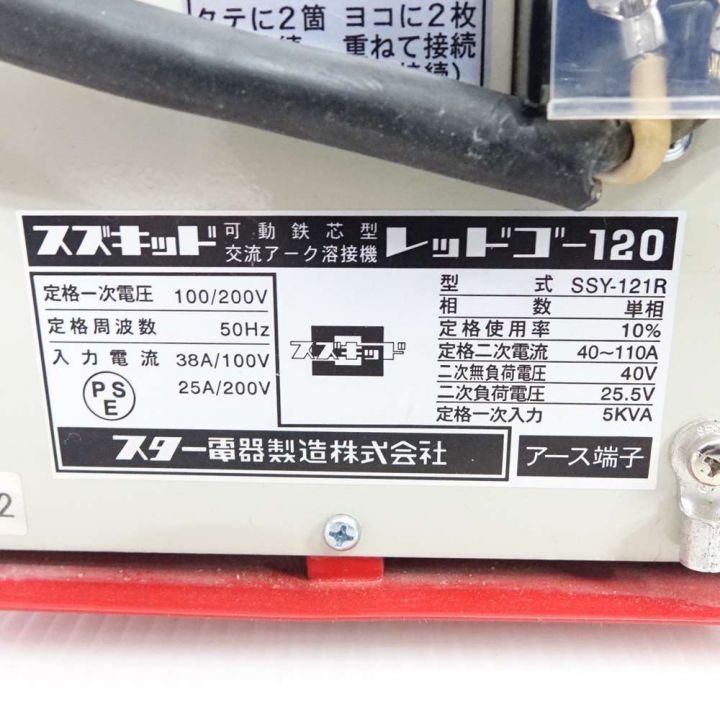 タテに2箇 ヨコに2枚
重ねて接続
スズキッド 可動鉄芯型 交流アーク溶接機 レッドゴー120
定格一次電圧 100/200V
定格周波数 50Hz
入力電流 38A/100V
25A/200V
PSE
スズキッド
型式 SSY-121R
相数 単相
定格使用率 10%
定格二次電流 40~110A
二次無負荷電圧 40V
二次負荷電圧 25.5V
定格一次入力 5KVA
スター電器製造株式会社
アース端子
2